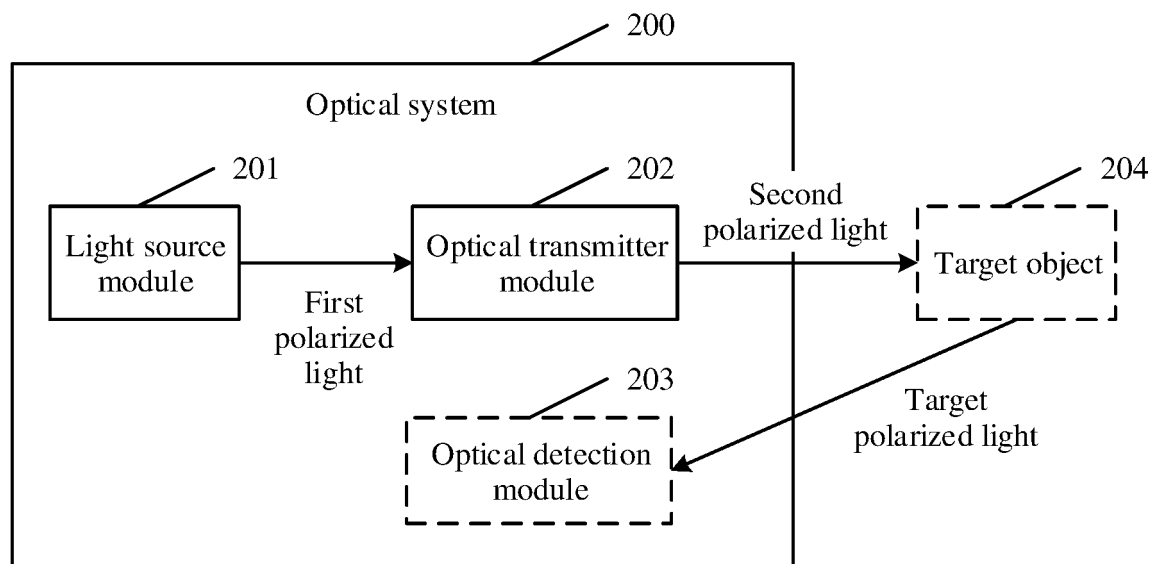 200
Optical system
201
202
204
Light source
module
First
polarized
light
Optical transmitter
module
Second
polarized light
Target object
203
Optical detection
module
Target
polarized light